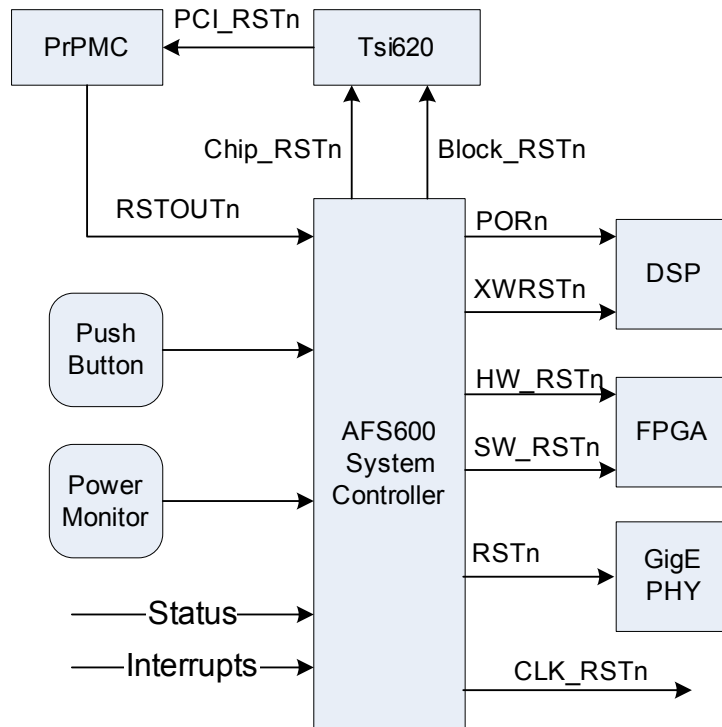 PCI_RSTn
PrPMC
Tsi620
Chip_RSTn
Block_RSTn
RSTOUTn
PORn
DSP
XWRSTn
Push
Button
HW_RSTn
FPGA
AFS600
System
Controller
SW_RSTn
Power
Monitor
RSTn
GigE
PHY
Status
Interrupts
CLK_RSTn